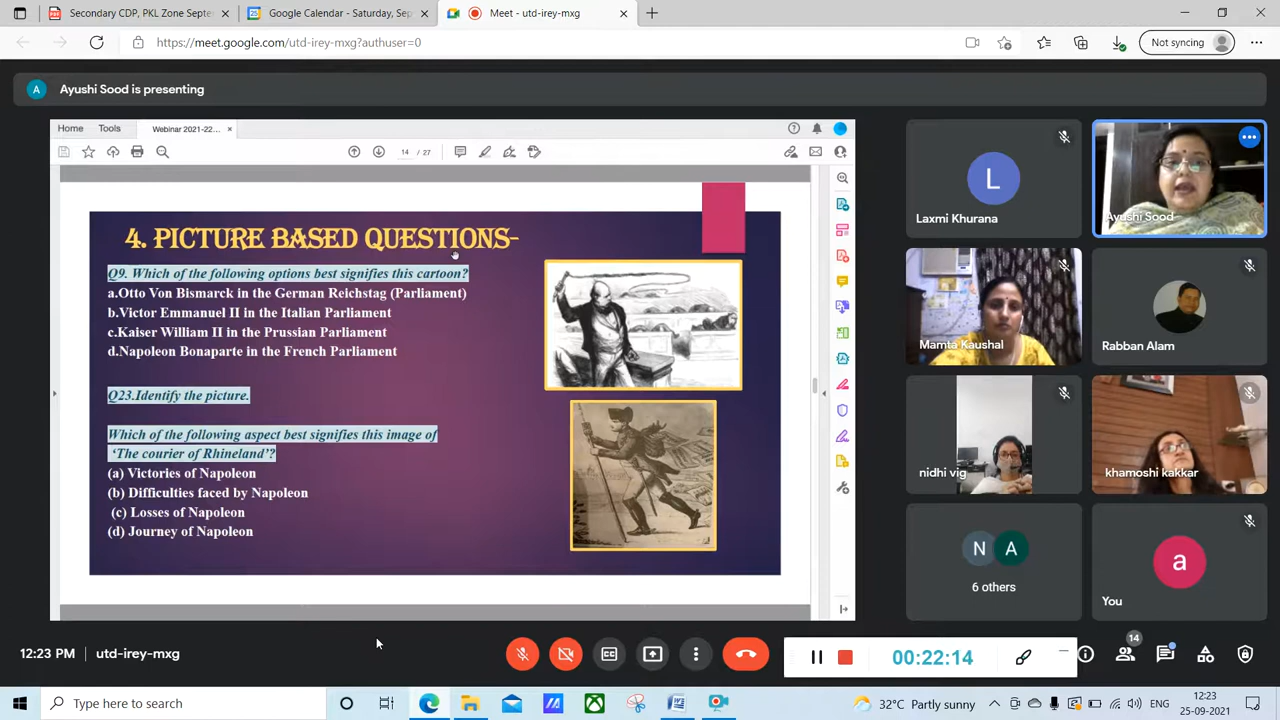 Secondary CDP, PKL Zone Septe
Google Calendar - Saturday, Sep
Meet - utd-irey-mxg
https://meet.google.com/utd-irey-mxg?authuser=0
Not syncing
A
Ayushi Sood is presenting
Home
Tools
Webinar 2021-22...
14 / 27
4. PICTURE BASED QUESTIONS-
Q9. Which of the following options best signifies this cartoon?
a.Otto Von Bismarck in the German Reichstag (Parliament)
b.Victor Emmanuel II in the Italian Parliament
c.Kaiser William II in the Prussian Parliament
d.Napoleon Bonaparte in the French Parliament
Q23.Identify the picture.
Which of the following aspect best signifies this image of
'The courier of Rhineland'?
(a) Victories of Napoleon
(b) Difficulties faced by Napoleon
(c) Losses of Napoleon
(d) Journey of Napoleon
L
Laxmi Khurana
Ayushi Sood
Mamta Kaushal
Rabban Alam
nidhi vig
khamoshi kakkar
N A
6 others
a
You
12:23 PM
utd-irey-mxg
00:22:14
14
Type here to search
32°C Partly sunny
ENG
12:23
25-09-2021